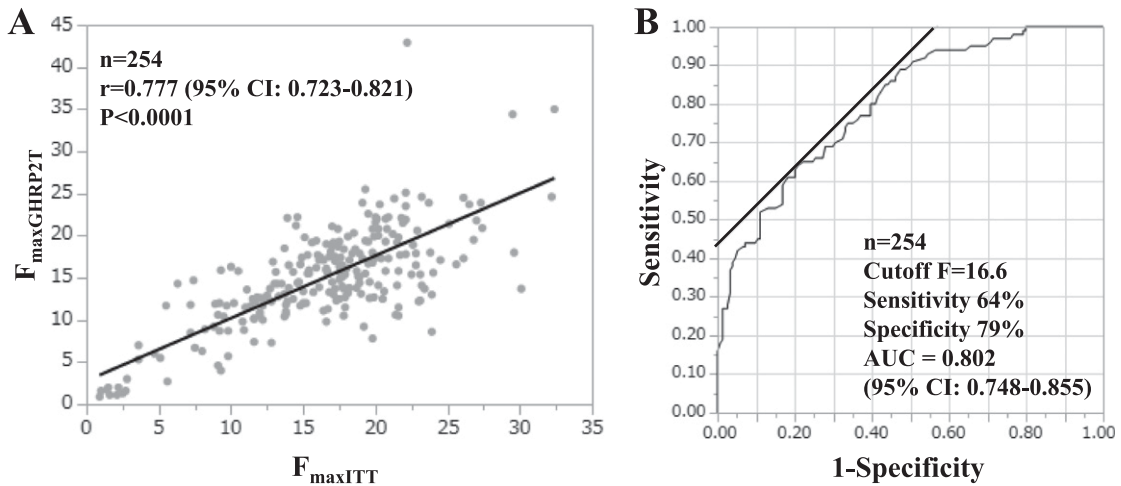 A
n=254
r=0.777 (95% CI: 0.723-0.821)
P<0.0001
F_maxGHRP2T
45
40
35
30
25
20
15
10
5
0
0 5 10 15 20 25 30 35
F_maxITT
B
Sensitivity
1.00
0.90
0.80
0.70
0.60
0.50
0.40
0.30
0.20
0.10
0.00
n=254
Cutoff F=16.6
Sensitivity 64%
Specificity 79%
AUC = 0.802
(95% CI: 0.748-0.855)
0.00 0.20 0.40 0.60 0.80 1.00
1-Specificity